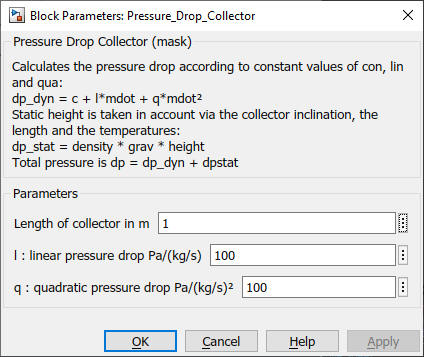 Block Parameters: Pressure_Drop_Collector
Pressure Drop Collector (mask)
Calculates the pressure drop according to constant values of con, lin
and qua:
dp_dyn = c + l*mdot + q*mdot²
Static height is taken in account via the collector inclination, the
length and the temperatures:
dp_stat = density * grav * height
Total pressure is dp = dp_dyn + dpstat
Parameters
Length of collector in m 1
l : linear pressure drop Pa/(kg/s) 100
q : quadratic pressure drop Pa/(kg/s)² 100
OK Cancel Help Apply